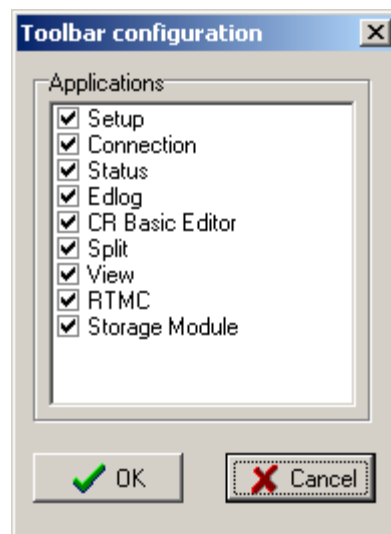 Toolbar configuration
Applications
Setup
Connection
Status
Edlog
CR Basic Editor
Split
View
RTMC
Storage Module
OK
Cancel